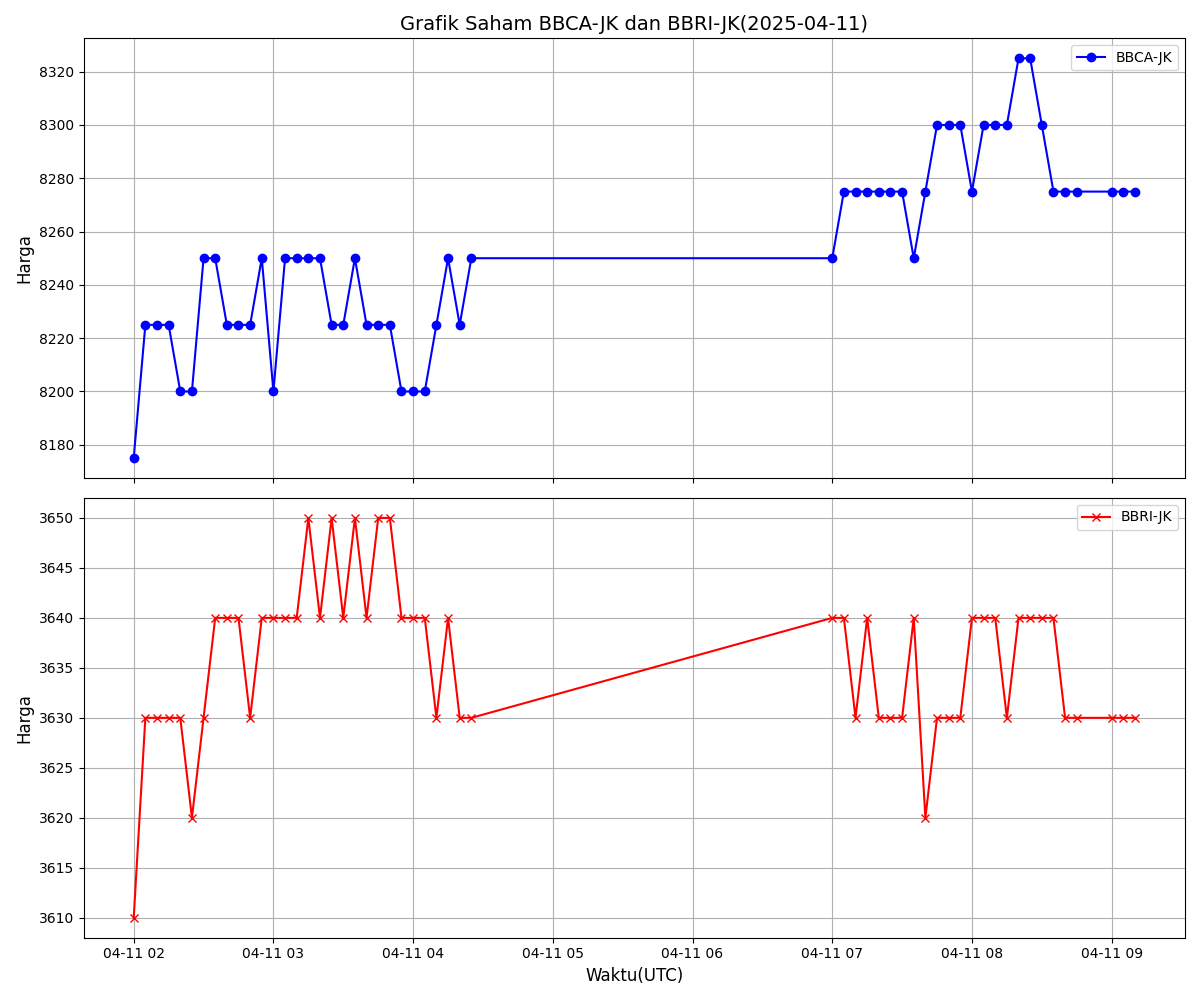 Grafik Saham BBCA-JK dan BBRI-JK(2025-04-11)
BBCA-JK
8320
8300
8280
8260
8240
8220
8200
8180
Harga
BBRI-JK
3650
3645
3640
3635
3630
3625
3620
3615
3610
Harga
04-11 02 04-11 03 04-11 04 04-11 05 04-11 06 04-11 07 04-11 08 04-11 09
Waktu(UTC)